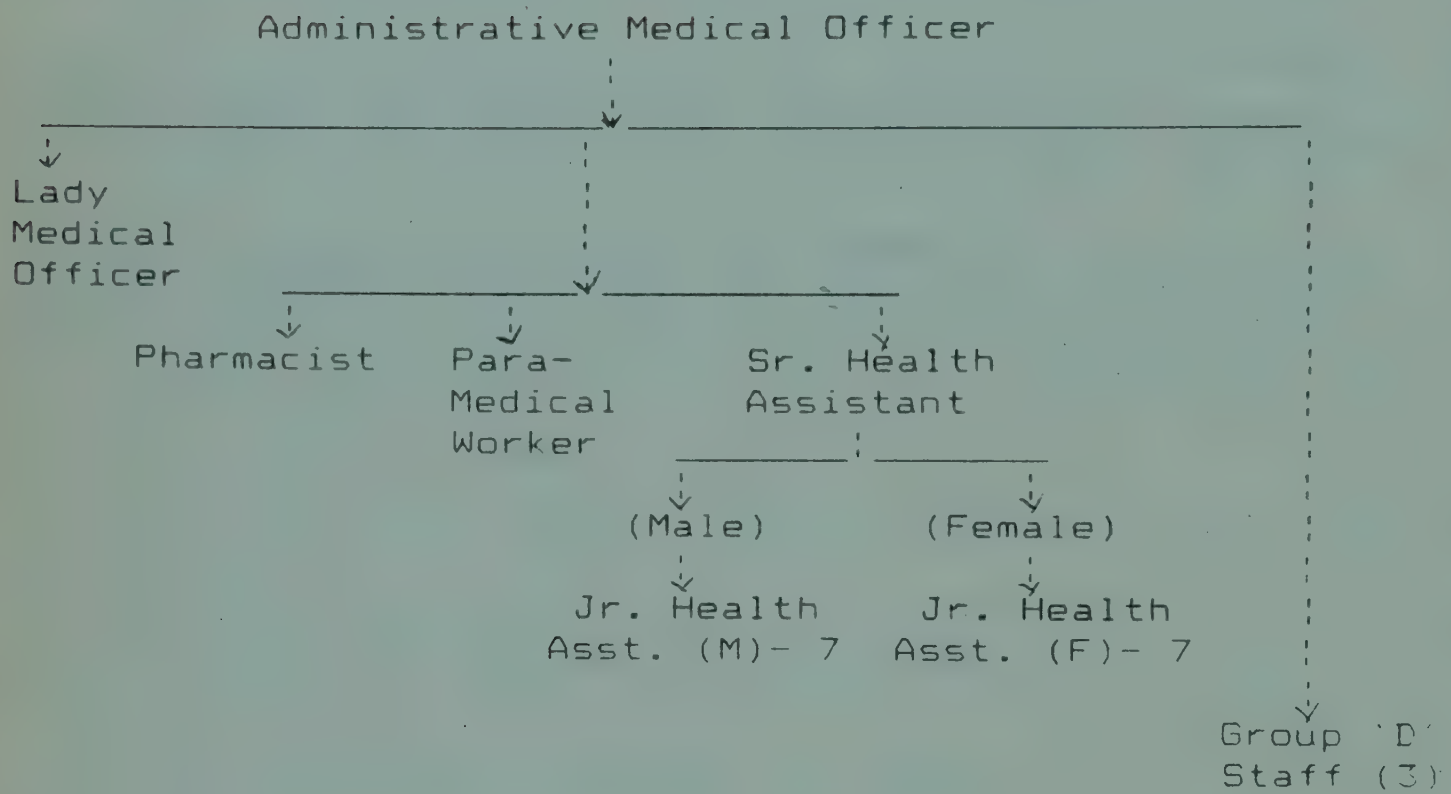 Administrative Medical Officer
Lady
Medical
Officer
Pharmacist
Para-
Medical
Worker
Sr. Health
Assistant
(Male)
(Female)
Jr. Health
Asst. (M)- 7
Jr. Health
Asst. (F)- 7
Group 'D'
Staff (3)